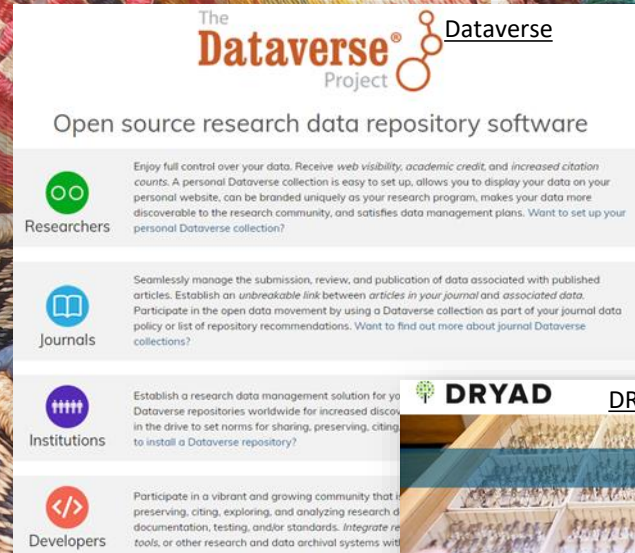 The
Dataverse®
Project
Dataverse
Open source research data repository software
Enjoy full control over your data. Receive web visibility, academic credit, and increased citation
counts. A personal Dataverse collection is easy to set up, allows you to display your data on your
personal website, can be branded uniquely as your research program, makes your data more
discoverable to the research community, and satisfies data management plans. Want to set up your
personal Dataverse collection?
Researchers
Seamlessly manage the submission, review, and publication of data associated with published
articles. Establish an unbreakable link between articles in your journal and associated data.
Participate in the open data movement by using a Dataverse collection as part of your journal data
policy or list of repository recommendations. Want to find out more about journal Dataverse
collections?
Journals
Establish a research data management solution for yo
Dataverse repositories worldwide for increased discov
in the drive to set norms for sharing, preserving, citing,
to install a Dataverse repository?
Institutions
Participate in a vibrant and growing community that i
preserving, citing, exploring, and analyzing research d
documentation, testing, and/or standards. Integrate re
tools, or other research and data archival systems wit
</>
Developers
DRYAD
DR